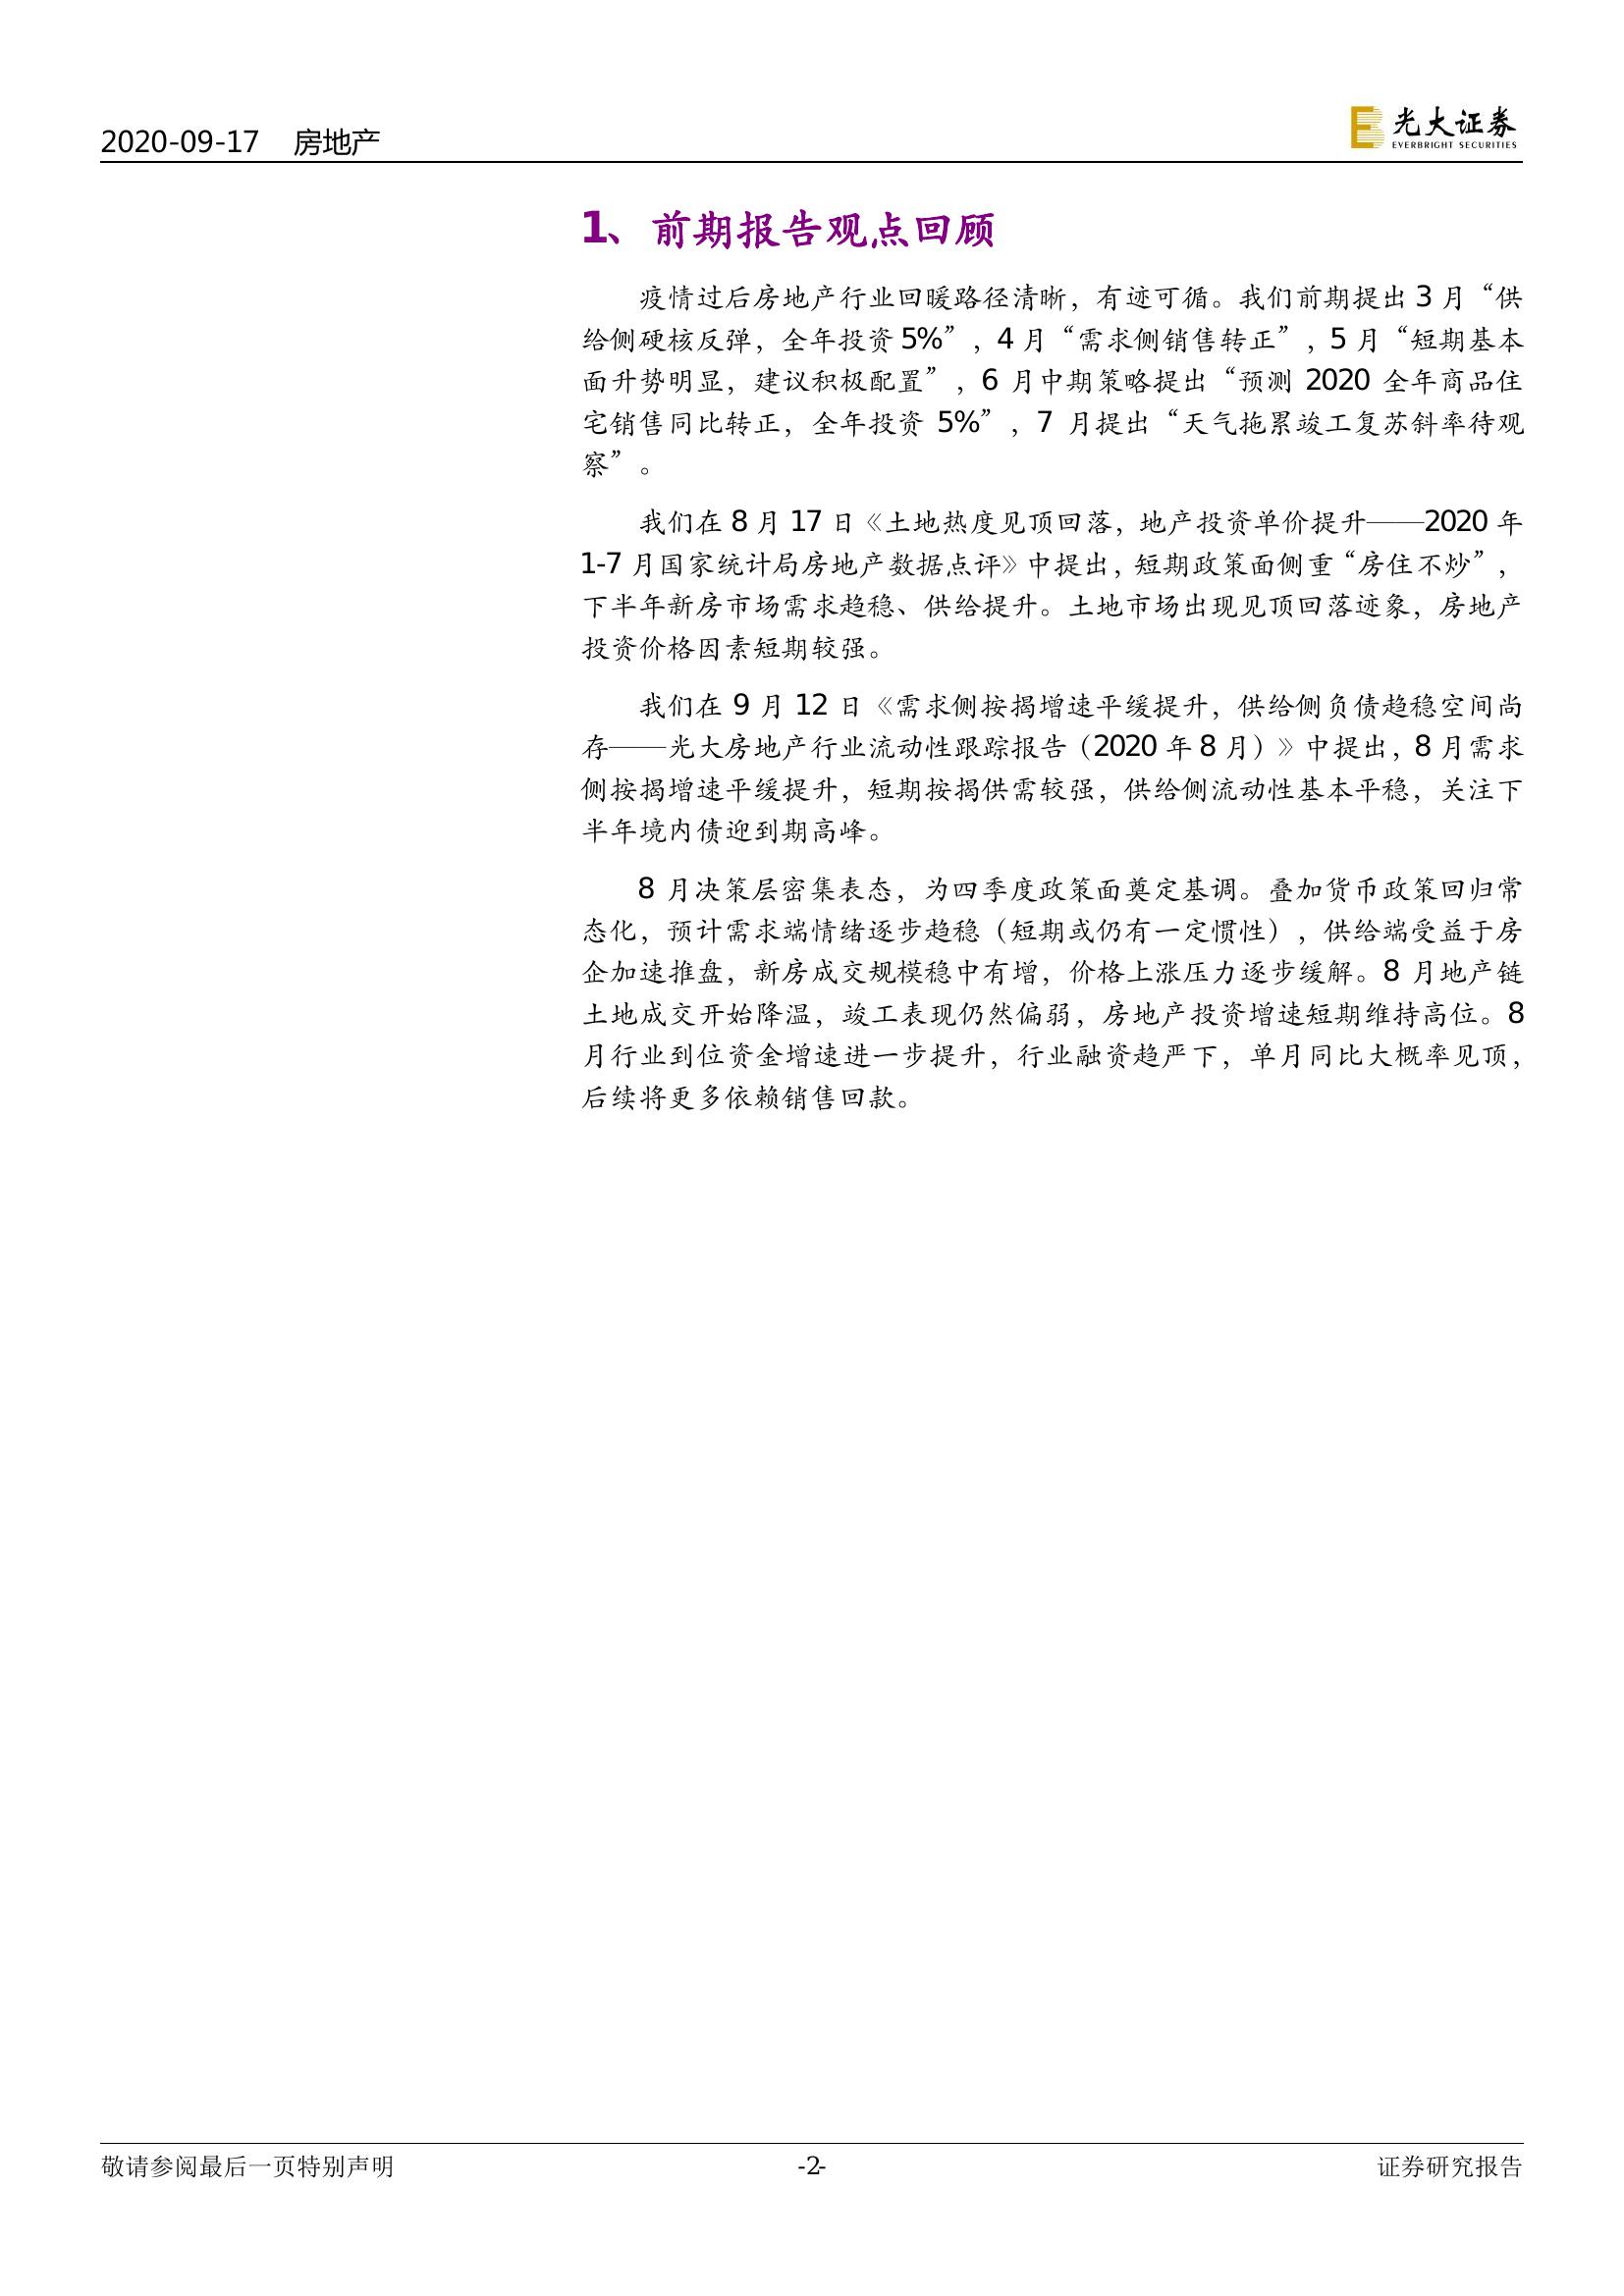 2020-09-17 房地产
光大证券
EVERBRIGHT SECURITIES
1、前期报告观点回顾
疫情过后房地产行业回暖路径清晰，有迹可循。我们前期提出 3 月“供
给侧硬核反弹，全年投资 5%”，4 月“需求侧销售转正”，5 月“短期基本
面升势明显，建议积极配置”，6 月中期策略提出“预测 2020 全年商品住
宅销售同比转正，全年投资 5%”，7 月提出“天气拖累竣工复苏斜率待观
察”。
我们在 8 月 17 日《土地热度见顶回落，地产投资单价提升——2020 年
1-7 月国家统计局房地产数据点评》中提出，短期政策面侧重“房住不炒”，
下半年新房市场需求趋稳、供给提升。土地市场出现见顶回落迹象，房地产
投资价格因素短期较强。
我们在 9 月 12 日《需求侧按揭增速平缓提升，供给侧负债趋稳空间尚
存——光大房地产行业流动性跟踪报告（2020 年 8 月）》中提出，8 月需求
侧按揭增速平缓提升，短期按揭供需较强，供给侧流动性基本平稳，关注下
半年境内债迎到期高峰。
8 月决策层密集表态，为四季度政策面奠定基调。叠加货币政策回归常
态化，预计需求端情绪逐步趋稳（短期或仍有一定惯性），供给端受益于房
企加速推盘，新房成交规模稳中有增，价格上涨压力逐步缓解。8 月地产链
土地成交开始降温，竣工表现仍然偏弱，房地产投资增速短期维持高位。8
月行业到位资金增速进一步提升，行业融资趋严下，单月同比大概率见顶，
后续将更多依赖销售回款。
敬请参阅最后一页特别声明
-2-
证券研究报告